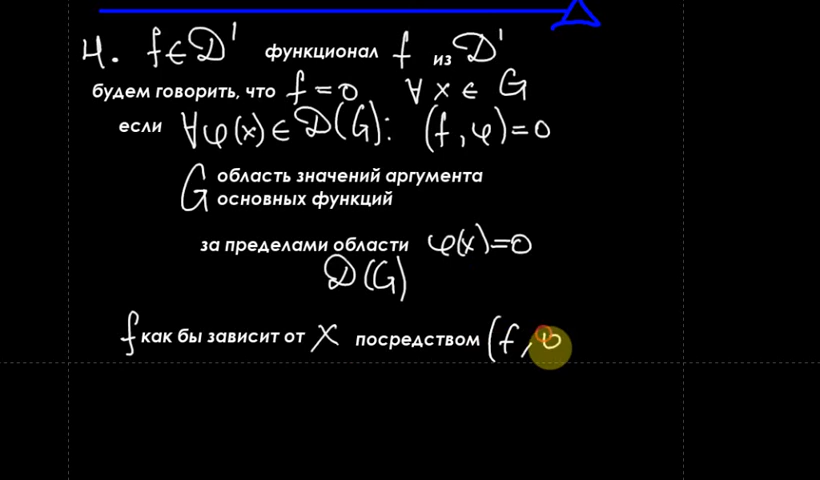 4. f ∈ D' функционал f из D'
будем говорить, что f = 0 ∀ x ∈ G
если ∀φ(x) ∈ D(G): (f, φ) = 0
G область значений аргумента
основных функций
за пределами области φ(x) = 0
D(G)
f как бы зависит от x посредством (f,